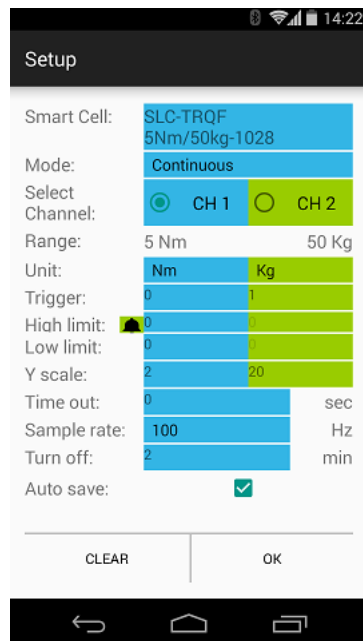 14:22
Setup
Smart Cell: SLC-TRQF
5Nm/50kg-1028
Mode: Continuous
Select
Channel: CH 1 CH 2
Range: 5 Nm 50 Kg
Unit: Nm Kg
Trigger: 0 1
High limit: 0 0
Low limit: 0 0
Y scale: 2 20
Time out: 0 sec
Sample rate: 100 Hz
Turn off: 2 min
Auto save:
CLEAR OK